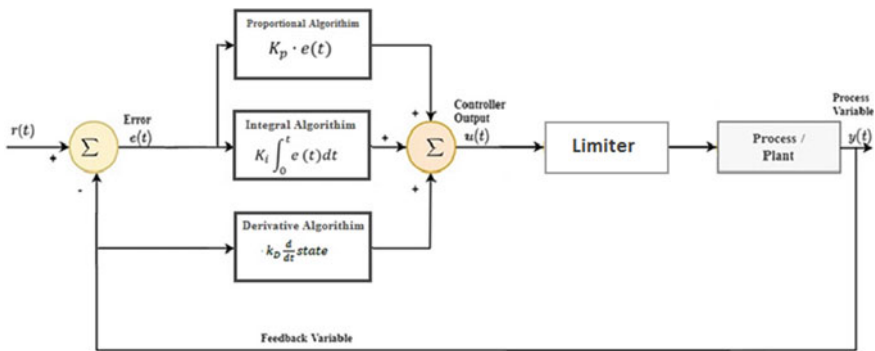 Proportional Algorithim
K_p · e(t)
r(t)
+
-
Σ
Error
e(t)
Integral Algorithim
K_i ∫_0^t e (t)dt
Derivative Algorithim
· k_D d/dt state
+
+
+
Σ
Controller
Output
u(t)
Limiter
Process /
Plant
Process
Variable
y(t)
Feedback Variable